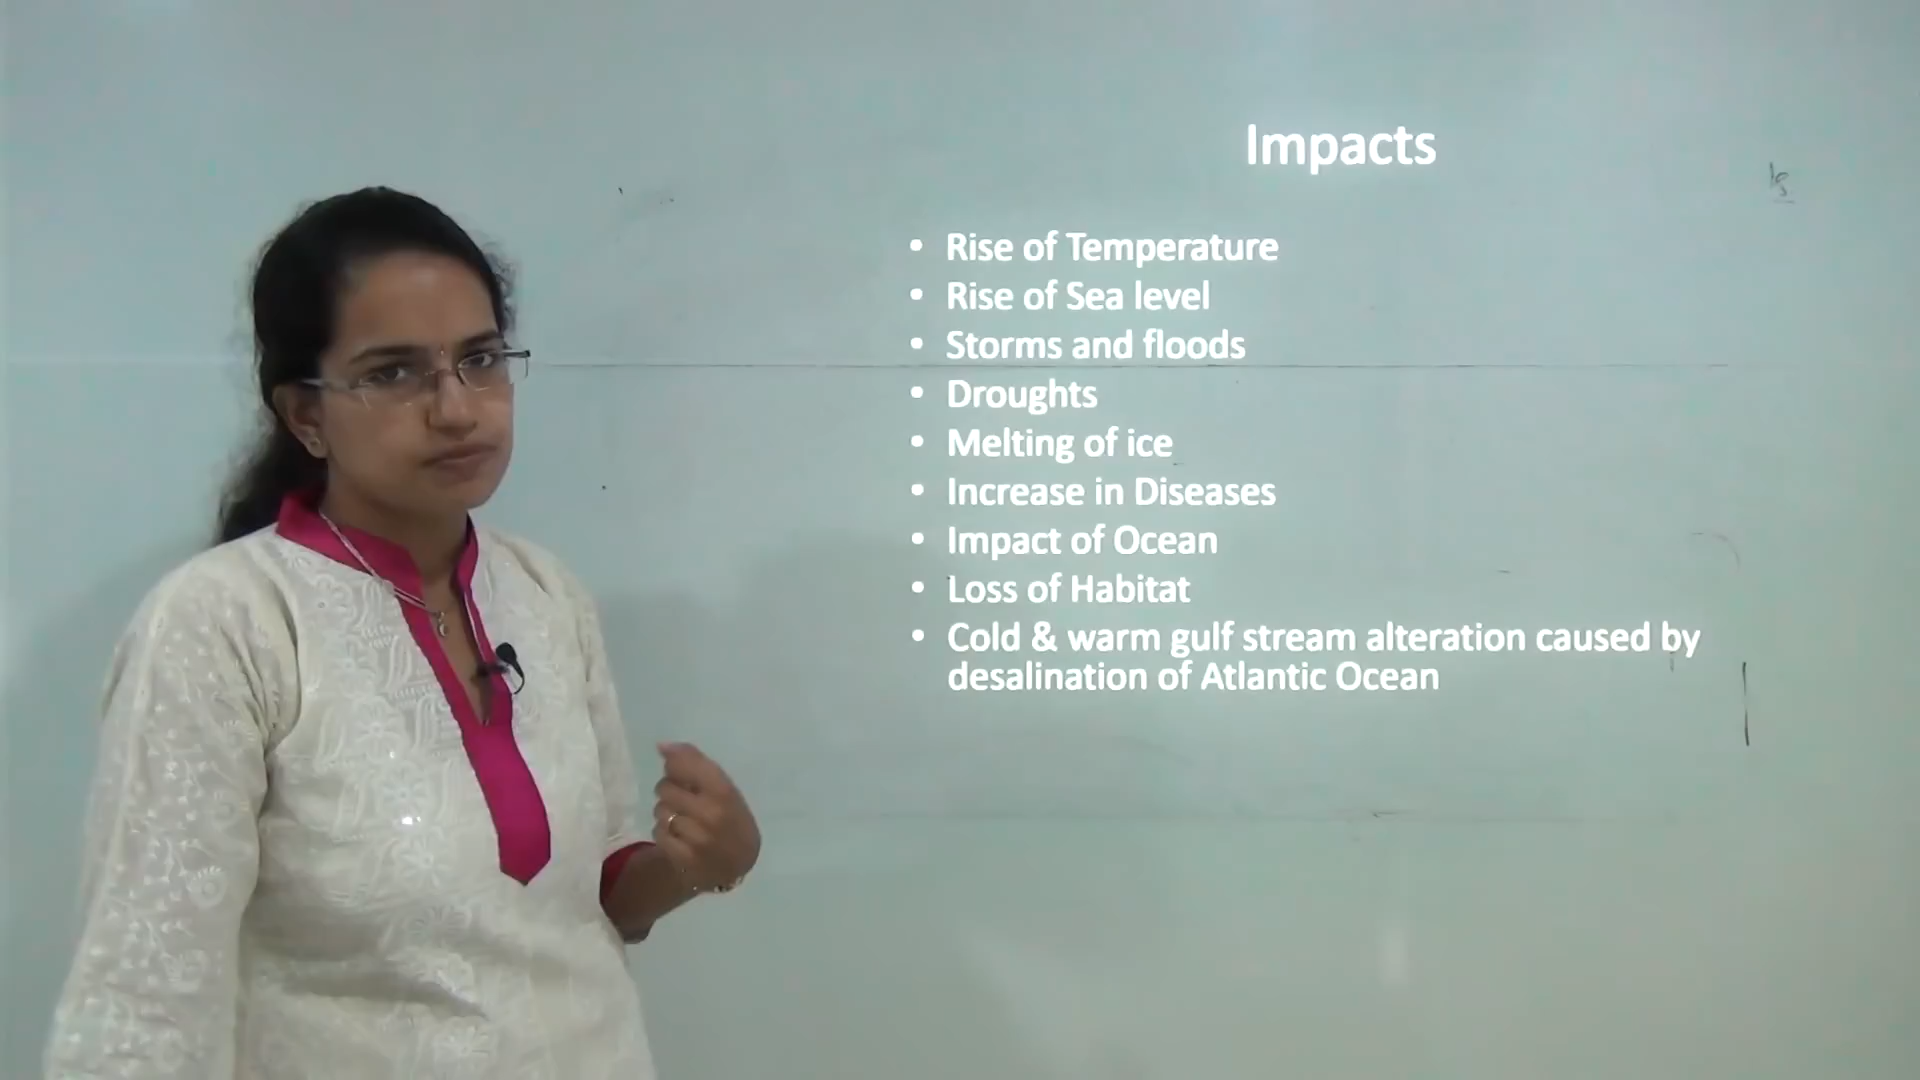 Impacts
• Rise of Temperature
• Rise of Sea level
• Storms and floods
• Droughts
• Melting of ice
• Increase in Diseases
• Impact of Ocean
• Loss of Habitat
• Cold & warm gulf stream alteration caused by
desalination of Atlantic Ocean